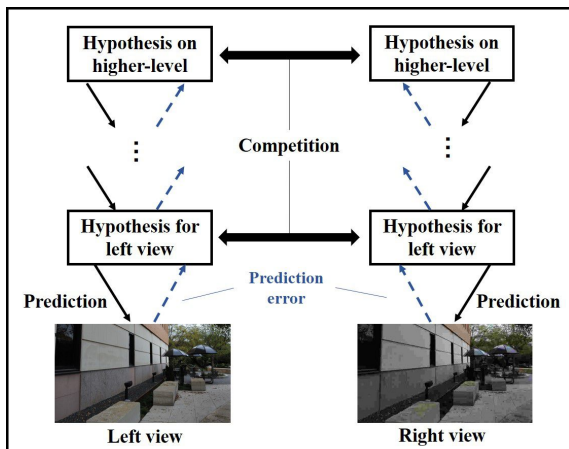 Hypothesis on
higher-level
Hypothesis on
higher-level
Competition
Hypothesis for
left view
Hypothesis for
left view
Prediction
Prediction
error
Prediction
Left view
Right view